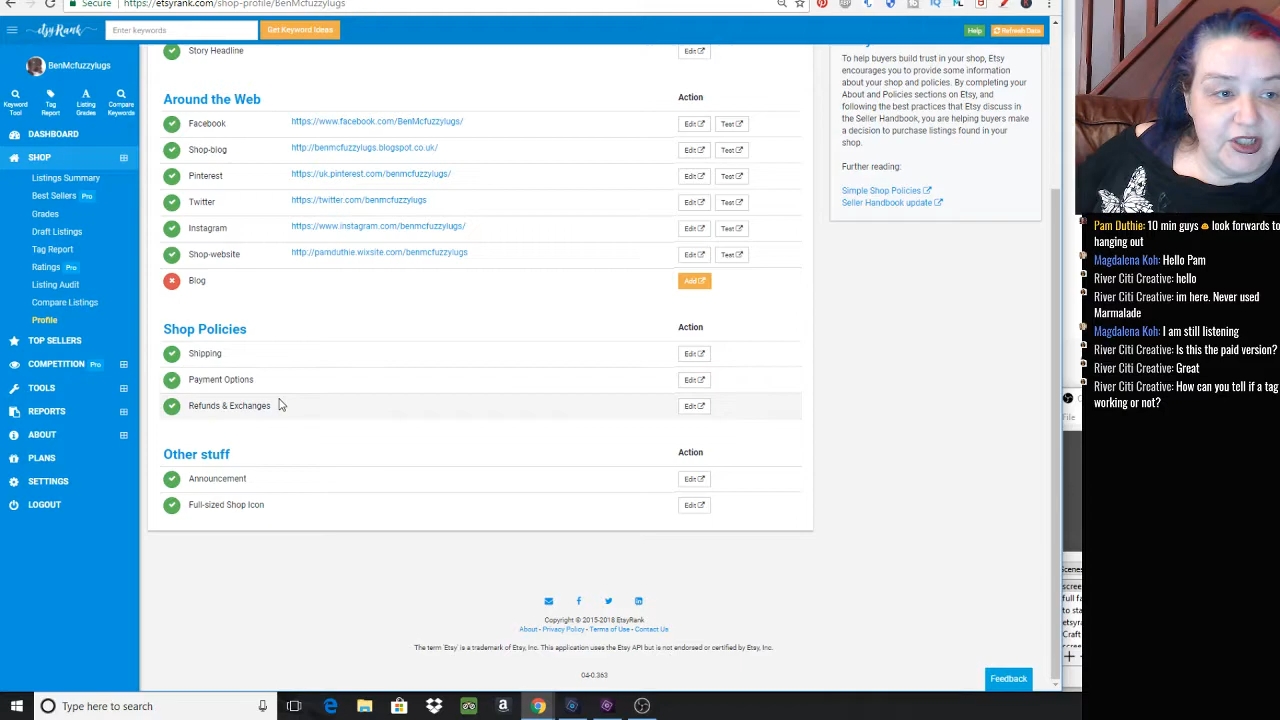 https://etsyrank.com/shop-profile/BenMcfuzzylugs
etsyRank
Enter keywords
Get Keyword Ideas
Help
Refresh Data
BenMcfuzzylugs
Keyword Tool
Tag Report
Listing Grades
Compare Keywords
DASHBOARD
SHOP
Listings Summary
Best Sellers Pro
Grades
Draft Listings
Tag Report
Ratings Pro
Listing Audit
Compare Listings
Profile
TOP SELLERS
COMPETITION Pro
TOOLS
REPORTS
ABOUT
PLANS
SETTINGS
LOGOUT
Story Headline Edit
Around the Web Action
Facebook https://www.facebook.com/BenMcfuzzylugs/ Edit Test
Shop-blog http://benmcfuzzylugs.blogspot.co.uk/ Edit Test
Pinterest https://uk.pinterest.com/benmcfuzzylugs/ Edit Test
Twitter https://twitter.com/benmcfuzzylugs Edit Test
Instagram https://www.instagram.com/benmcfuzzylugs/ Edit Test
Shop-website http://pamduthie.wixsite.com/benmcfuzzylugs Edit Test
Blog Add
Shop Policies Action
Shipping Edit
Payment Options Edit
Refunds & Exchanges Edit
Other stuff Action
Announcement Edit
Full-sized Shop Icon Edit
To help buyers build trust in your shop, Etsy
encourages you to provide some information
about your shop and policies. By completing your
About and Policies sections on Etsy, and
following the best practices that Etsy discuss in
the Seller Handbook, you are helping buyers
make a decision to purchase listings found in your
shop.
Further reading:
Simple Shop Policies
Seller Handbook update
Copyright © 2015-2018 EtsyRank
About - Privacy Policy - Terms of Use - Contact Us
The term 'Etsy' is a trademark of Etsy, Inc. This application uses the Etsy API but is not endorsed or certified by Etsy, Inc.
04-0.363
Feedback
Pam Duthie: 10 min guys look forwards to
hanging out
Magdalena Koh: Hello Pam
River Citi Creative: hello
River Citi Creative: im here. Never used
Marmalade
Magdalena Koh: I am still listening
River Citi Creative: Is this the paid version?
River Citi Creative: Great
River Citi Creative: How can you tell if a tag
working or not?
File
Scenes
screen
full fa
to sta
etsyra
Craft
Type here to search